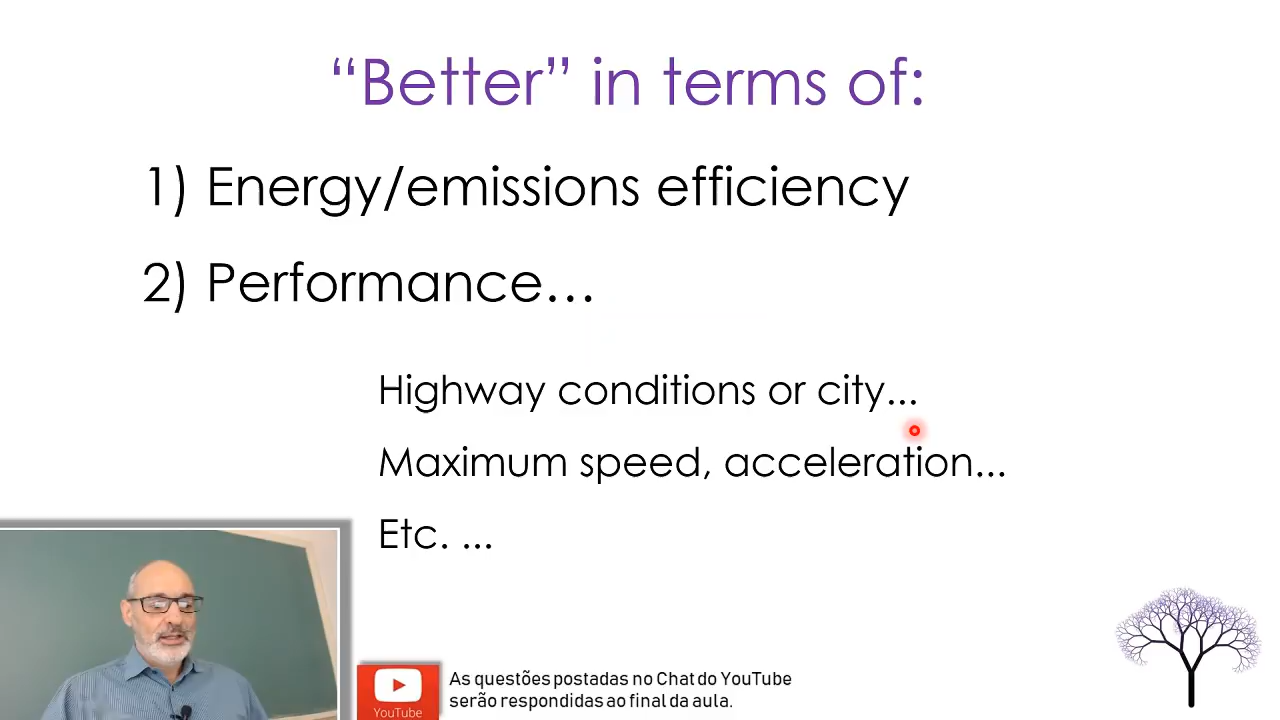 “Better” in terms of:
1) Energy/emissions efficiency
2) Performance...
Highway conditions or city...
Maximum speed, acceleration...
Etc. ...
As questões postadas no Chat do YouTube
serão respondidas ao final da aula.
YouTube